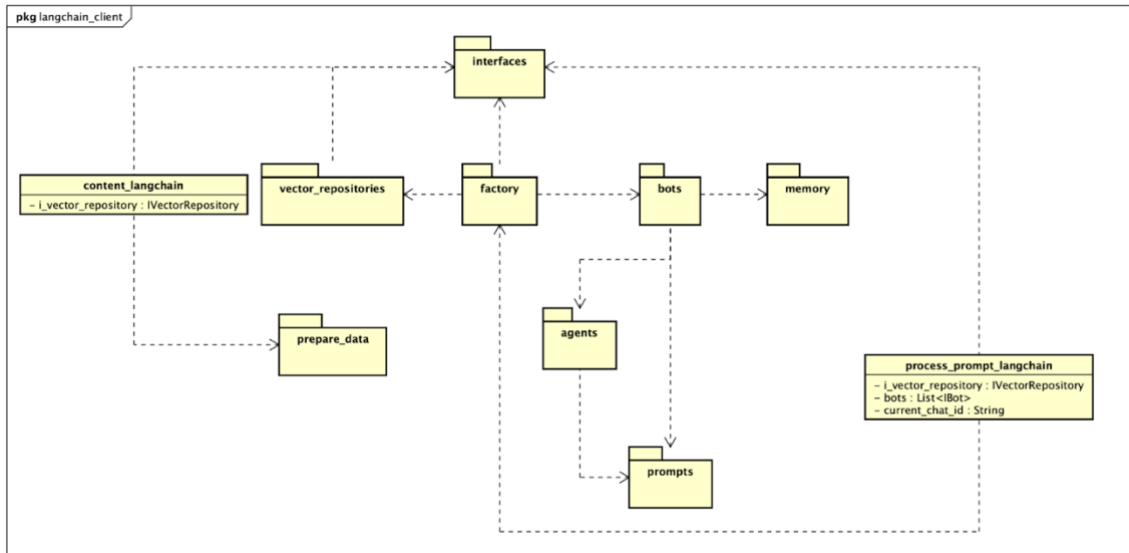 pkg langchain_client
interfaces
content_langchain
- i_vector_repository : IVectorRepository
vector_repositories
factory
bots
memory
prepare_data
agents
process_prompt_langchain
- i_vector_repository : IVectorRepository
- bots : List<IBot>
- current_chat_id : String
prompts